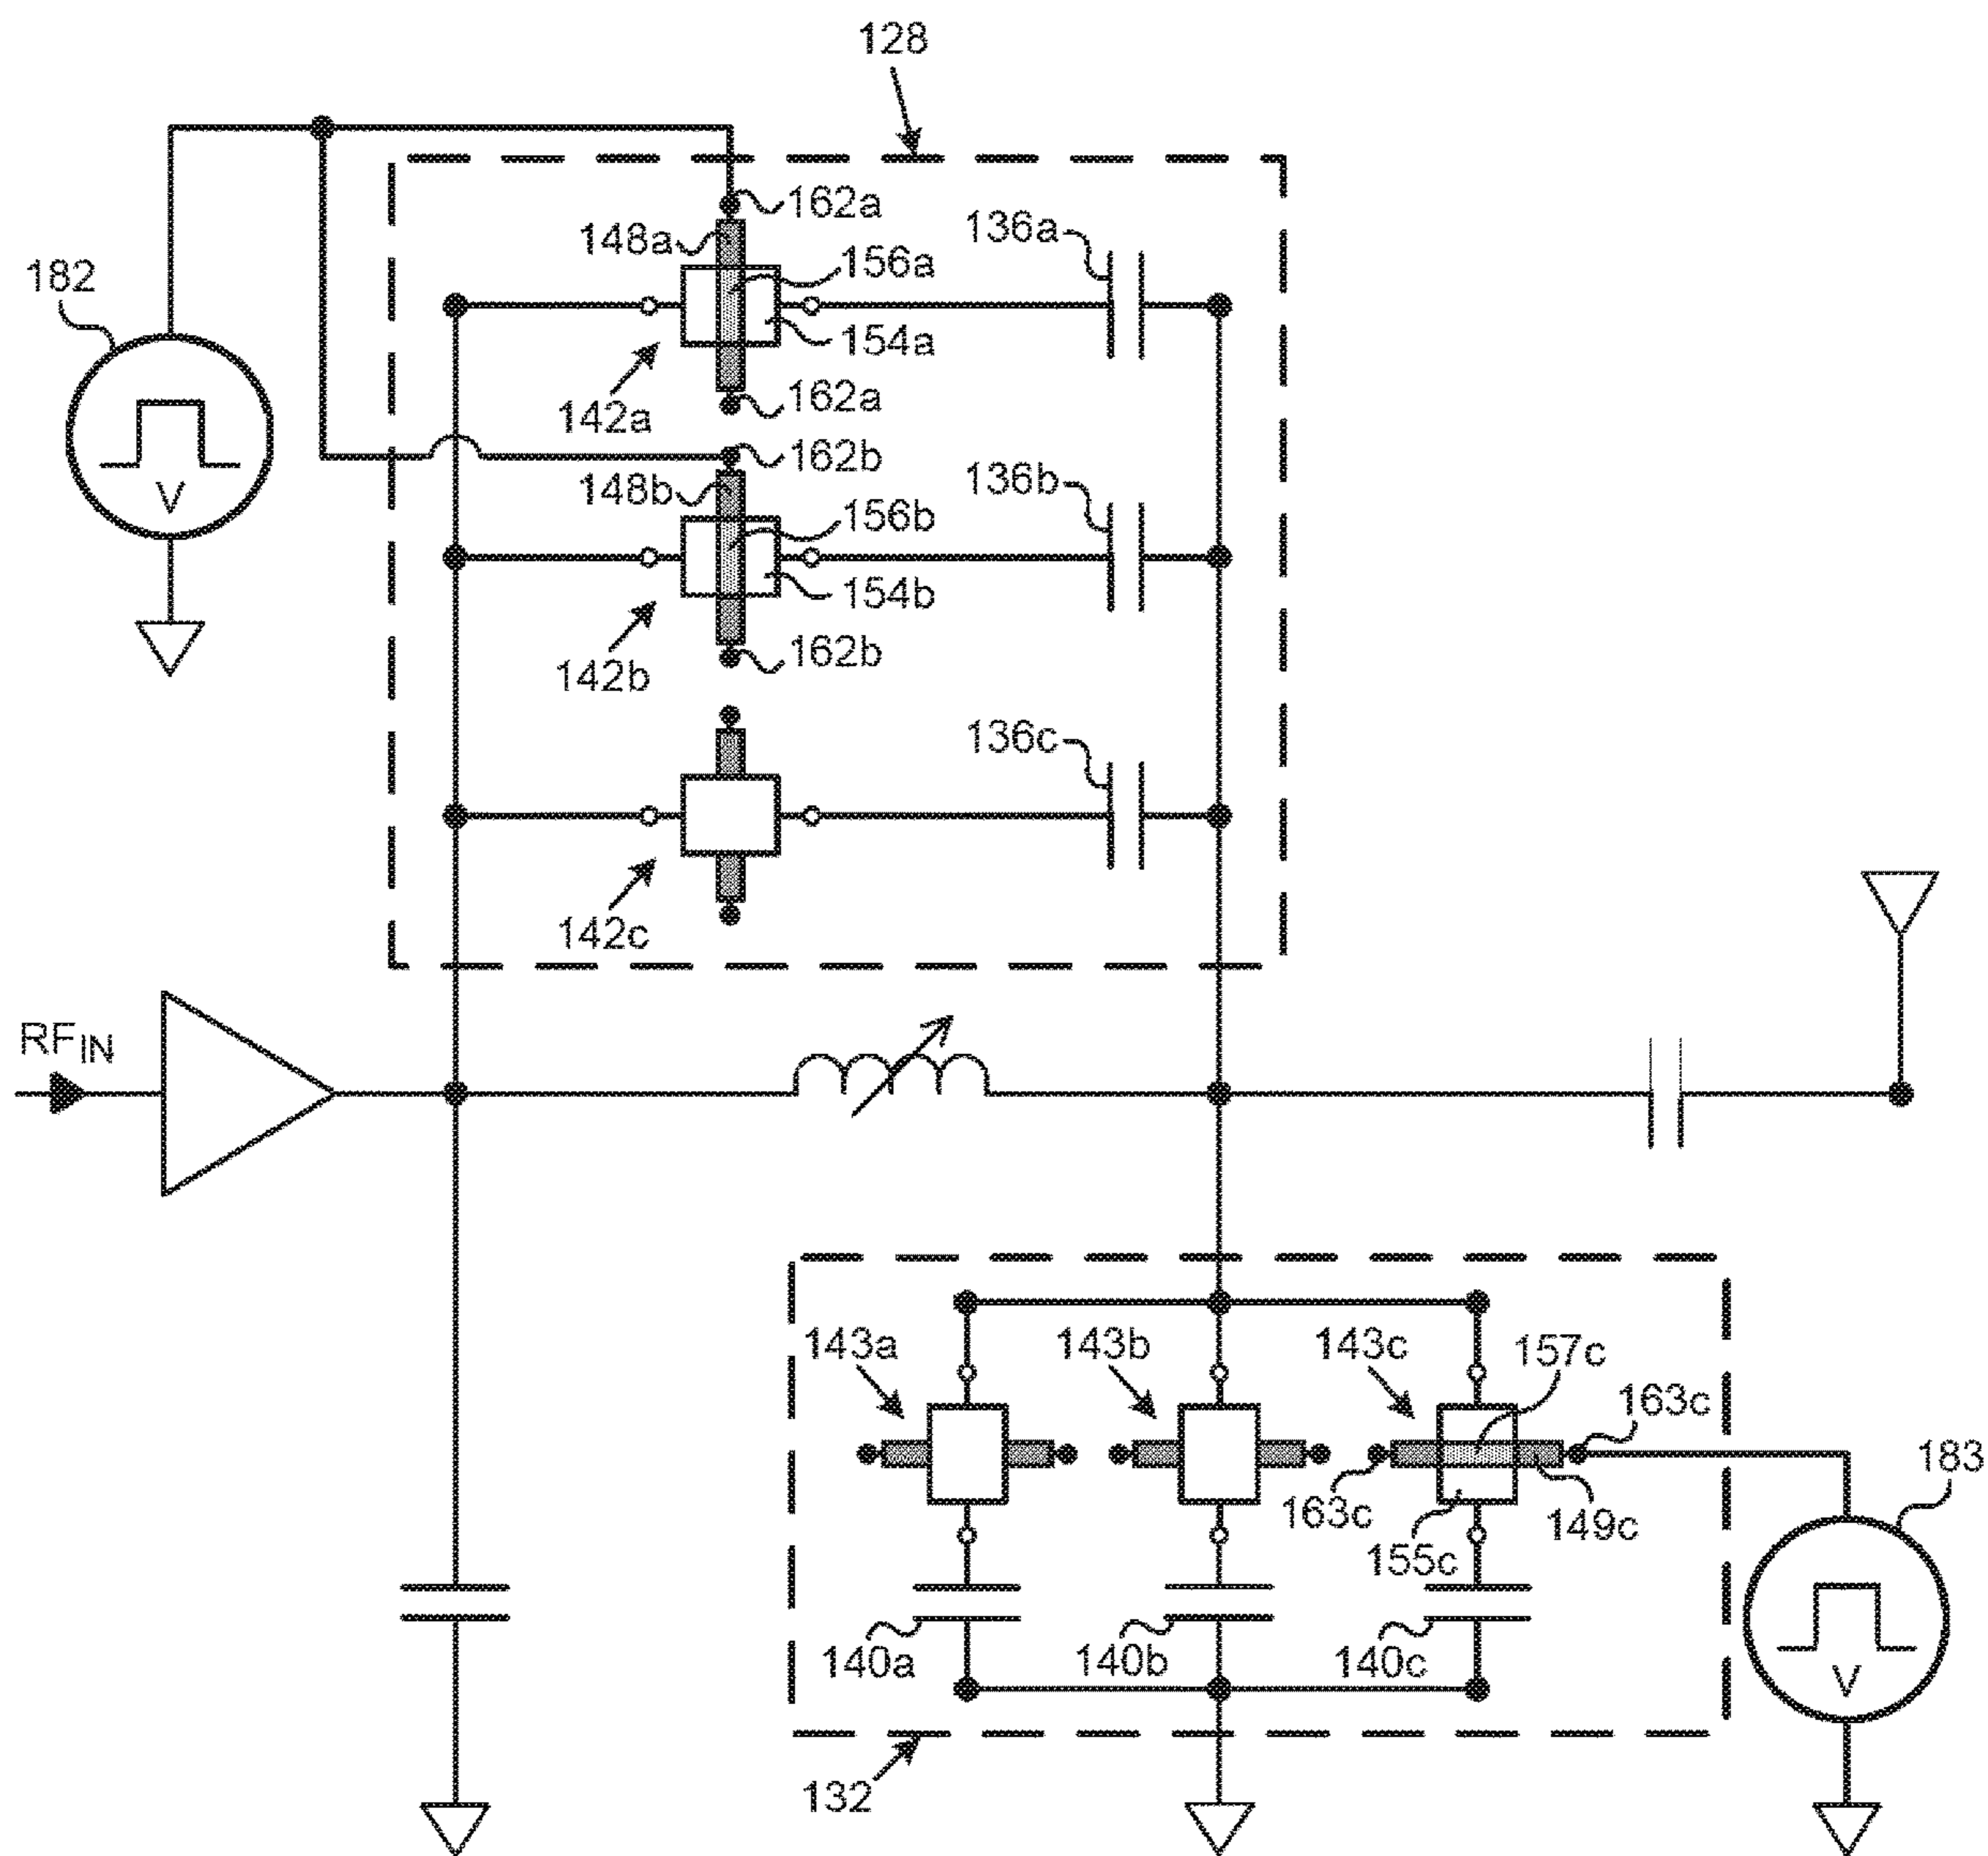 128
162a
148a
136a
156a
182
154a
162a
142a
V
162b
148b
136b
156b
154b
162b
142b
136c
142c
RFIN
143a
143b
143c
157c
163c
183
163c
149c
155c
140a
140b
140c
V
132